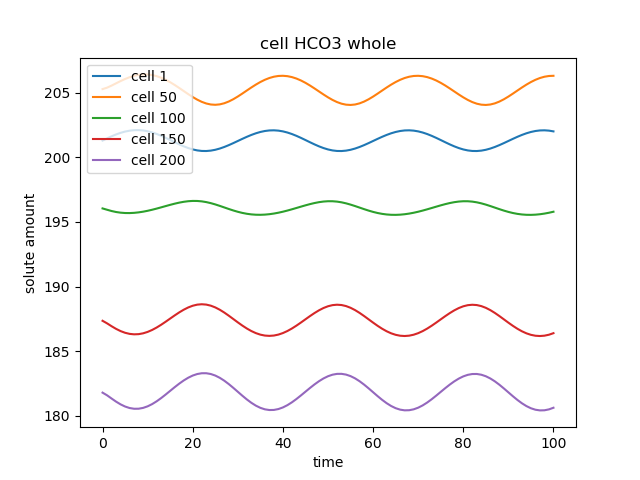 cell HCO3 whole
cell 1
cell 50
cell 100
cell 150
cell 200
205
200
195
190
185
180
solute amount
0 20 40 60 80 100
time